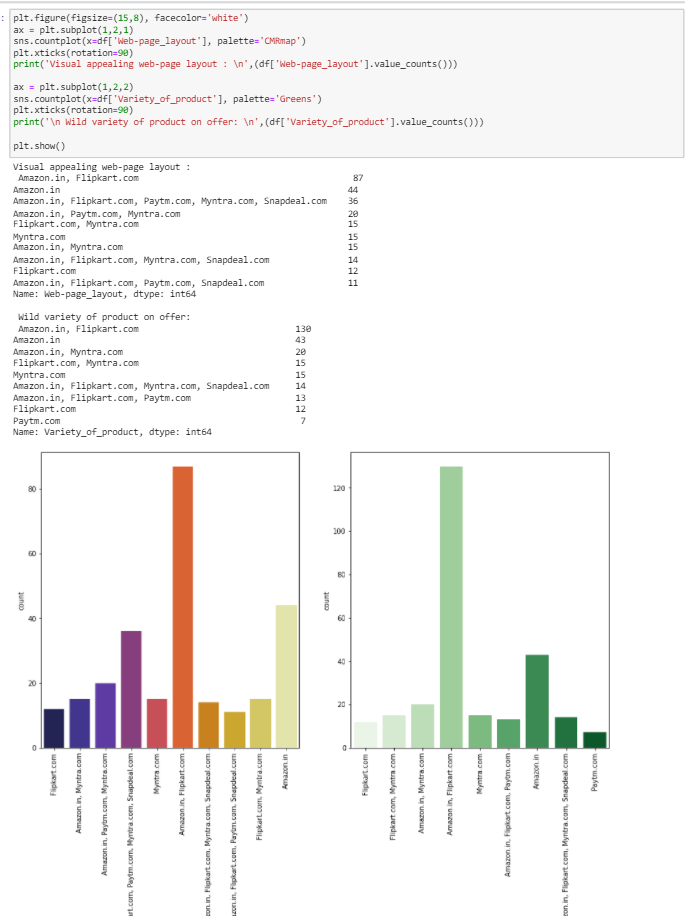 : plt.figure(figsize=(15,8), facecolor='white')
ax = plt.subplot(1,2,1)
sns.countplot(x=df['Web-page_layout'], palette='CMRmap')
plt.xticks(rotation=90)
print('Visual appealing web-page layout : \n',(df['Web-page_layout'].value_counts()))
ax = plt.subplot(1,2,2)
sns.countplot(x=df['Variety_of_product'], palette='Greens')
plt.xticks(rotation=90)
print('\n Wild variety of product on offer: \n',(df['Variety_of_product'].value_counts()))
plt.show()
Visual appealing web-page layout :
Amazon.in, Flipkart.com 87
Amazon.in 44
Amazon.in, Flipkart.com, Paytm.com, Myntra.com, Snapdeal.com 36
Amazon.in, Paytm.com, Myntra.com 20
Flipkart.com, Myntra.com 15
Myntra.com 15
Amazon.in, Myntra.com 15
Amazon.in, Flipkart.com, Myntra.com, Snapdeal.com 14
Flipkart.com 12
Amazon.in, Flipkart.com, Paytm.com, Snapdeal.com 11
Name: Web-page_layout, dtype: int64
Wild variety of product on offer:
Amazon.in, Flipkart.com 130
Amazon.in 43
Amazon.in, Myntra.com 20
Flipkart.com, Myntra.com 15
Myntra.com 15
Amazon.in, Flipkart.com, Myntra.com, Snapdeal.com 14
Amazon.in, Flipkart.com, Paytm.com 13
Flipkart.com 12
Paytm.com 7
Name: Variety_of_product, dtype: int64
80
60
40
20
0
count
Flipkart.com
Amazon.in, Myntra.com
Amazon.in, Paytm.com, Myntra.com
rt.com, Paytm.com, Myntra.com, Snapdeal.com
Myntra.com
Amazon.in, Flipkart.com
zon.in, Flipkart.com, Myntra.com, Snapdeal.com
zon.in, Flipkart.com, Paytm.com, Snapdeal.com
Flipkart.com, Myntra.com
Amazon.in
120
100
80
60
40
20
0
count
Flipkart.com
Flipkart.com, Myntra.com
Amazon.in, Myntra.com
Amazon.in, Flipkart.com
Myntra.com
Amazon.in, Flipkart.com, Paytm.com
Amazon.in
on.in, Flipkart.com, Myntra.com, Snapdeal.com
Paytm.com